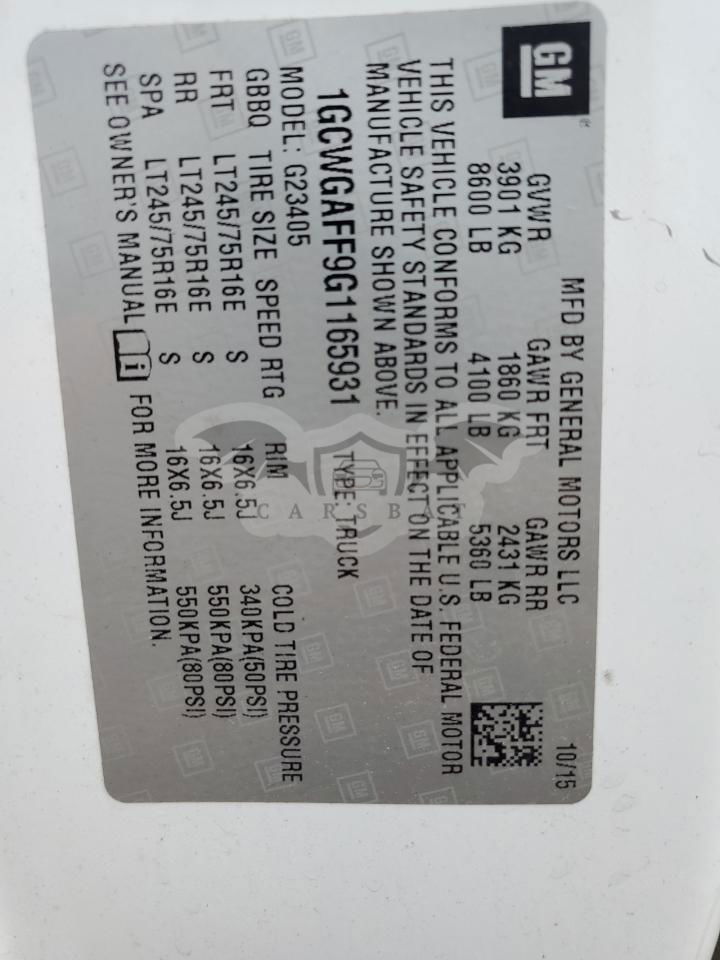 GM
MFD BY GENERAL MOTORS LLC 10/15
GVWR GAWR FRT GAWR RR
3901 KG 1860 KG 2431 KG
8600 LB 4100 LB 5360 LB
THIS VEHICLE CONFORMS TO ALL APPLICABLE U.S. FEDERAL MOTOR
VEHICLE SAFETY STANDARDS IN EFFECT ON THE DATE OF
MANUFACTURE SHOWN ABOVE.
1GCWGAFF9G1165931 TYPE: TRUCK
MODEL: G23405
GBBQ TIRE SIZE SPEED RTG RIM COLD TIRE PRESSURE
FRT LT245/75R16E S 16X6.5J 340KPA(50PSI)
RR LT245/75R16E S 16X6.5J 550KPA(80PSI)
SPA LT245/75R16E S 16X6.5J 550KPA(80PSI)
SEE OWNER'S MANUAL i FOR MORE INFORMATION.
CARSBAT